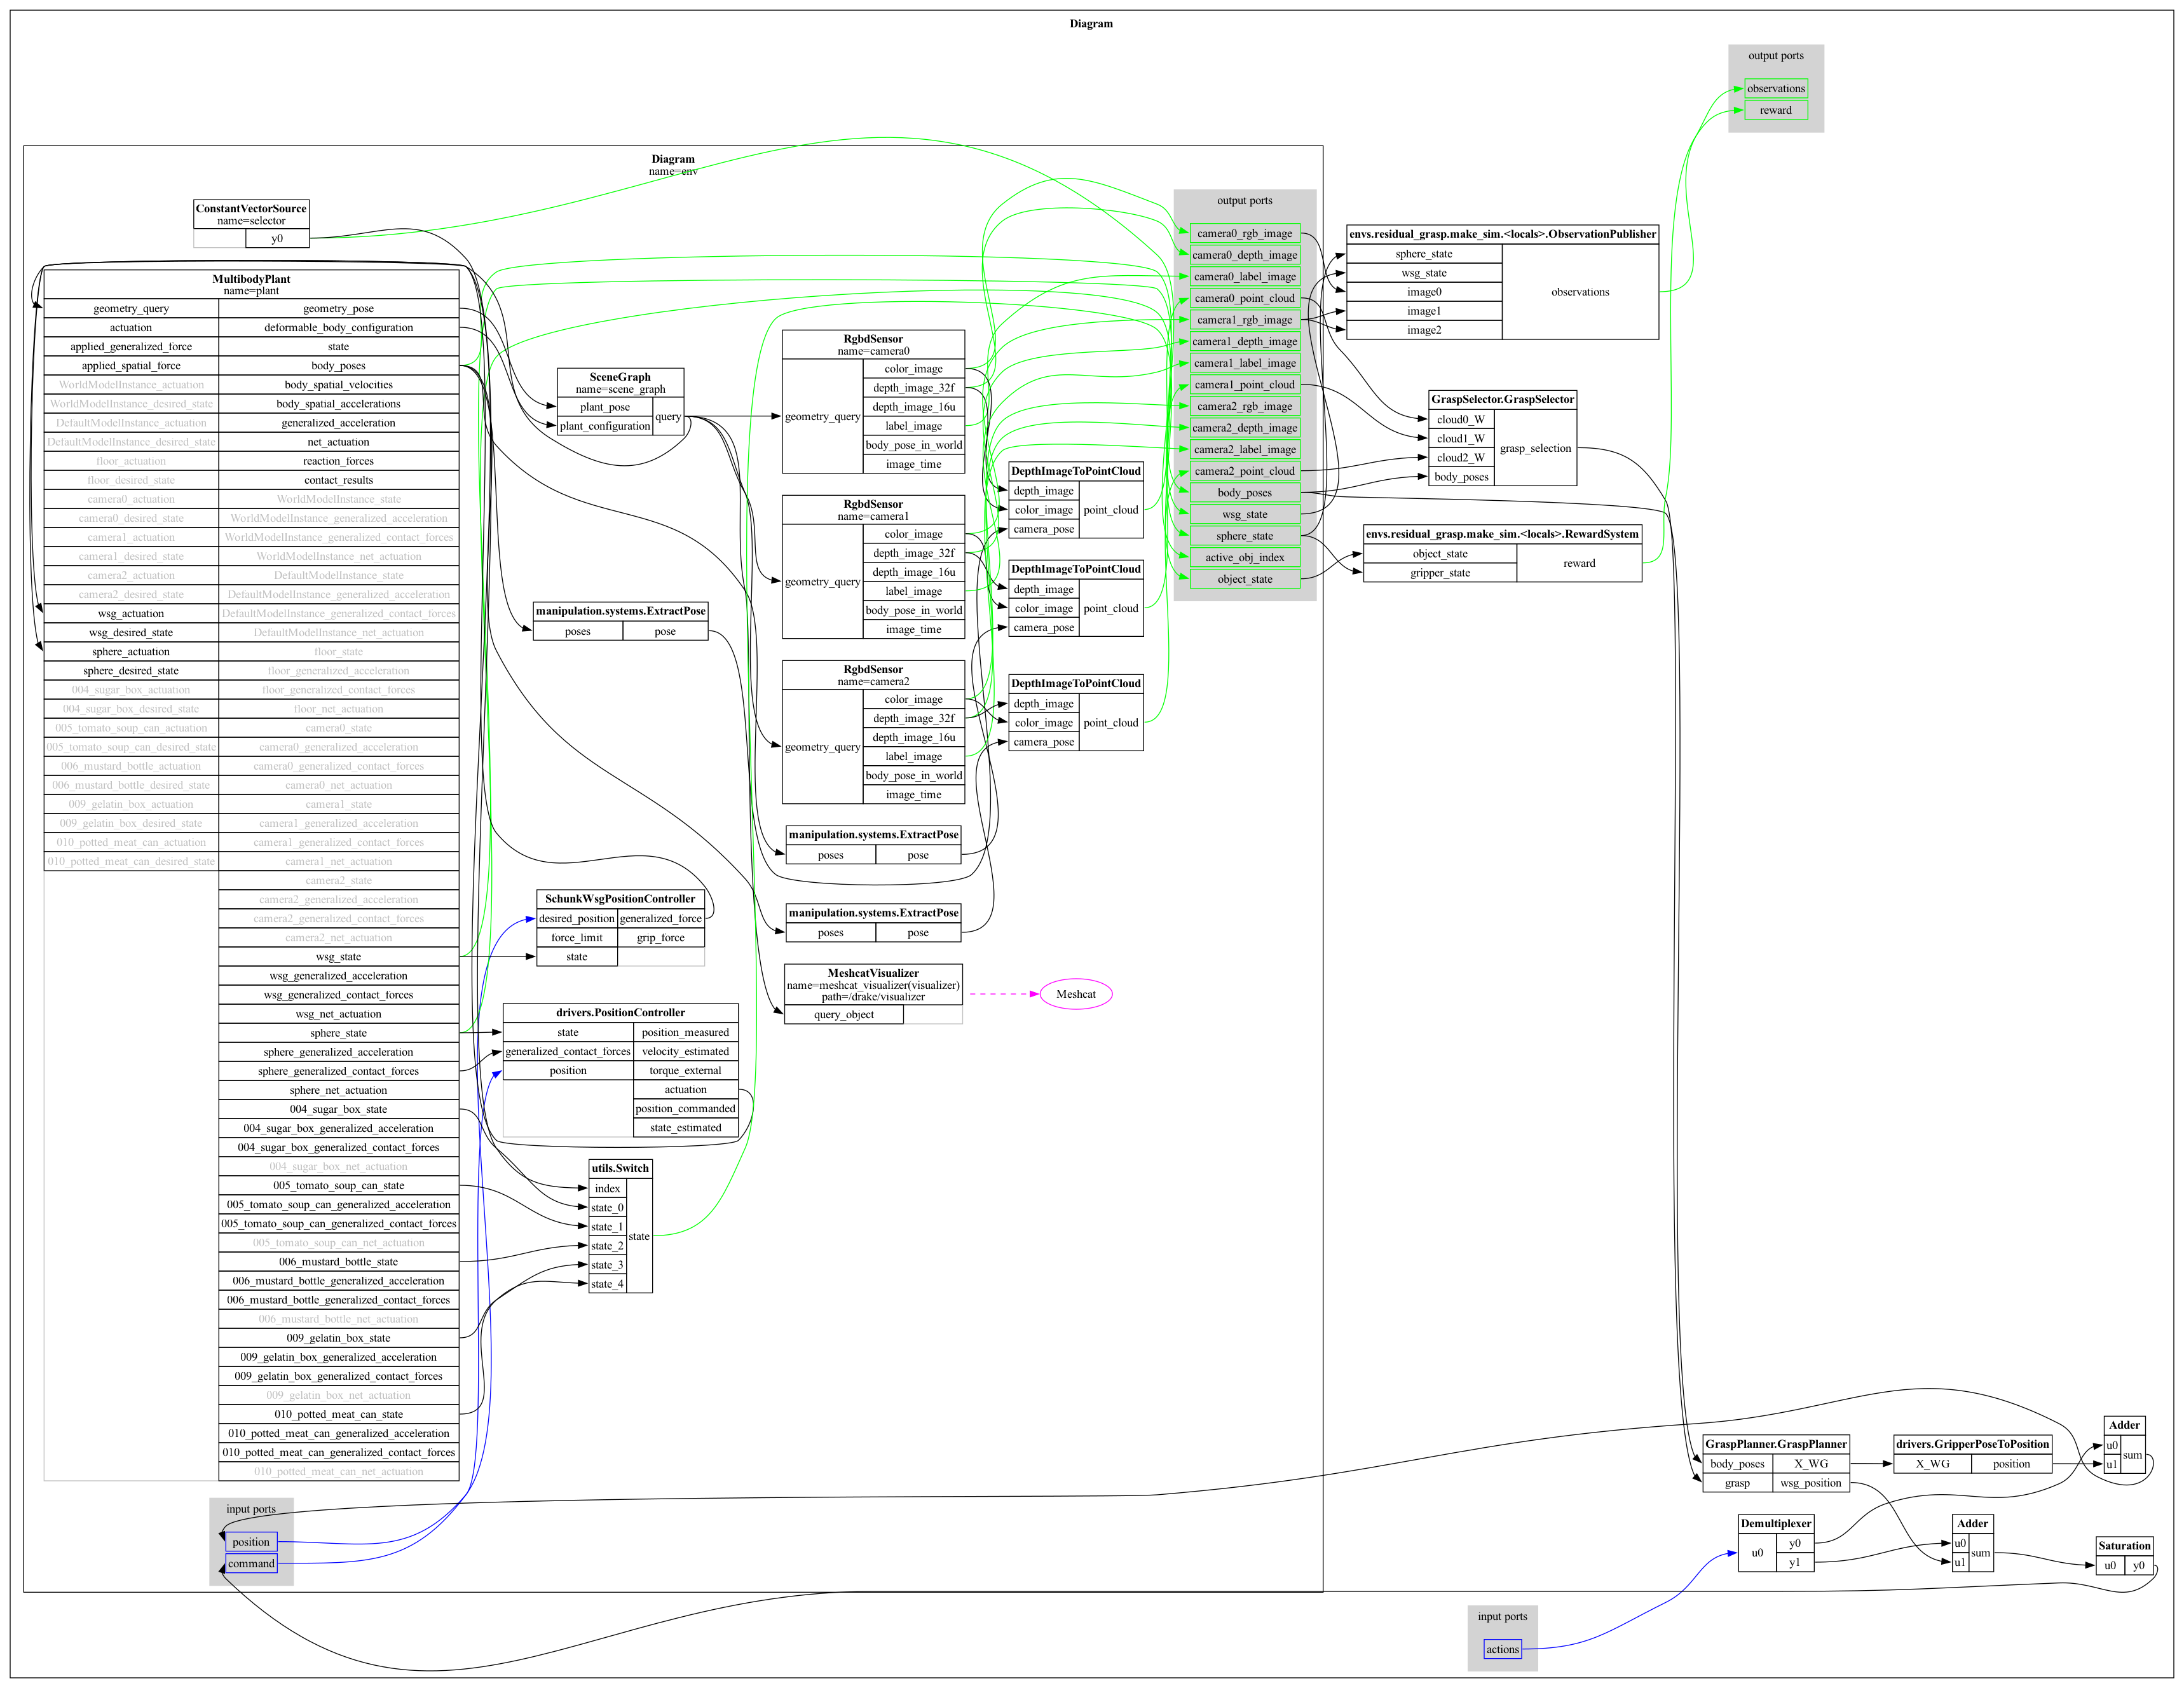 Diagram
output ports
observations
reward
Diagram
name=env
ConstantVectorSource
name=selector
y0
MultibodyPlant
name=plant
geometry_query
geometry_pose
actuation
deformable_body_configuration
applied_generalized_force
state
applied_spatial_force
body_poses
WorldModelInstance_actuation
body_spatial_velocities
WorldModelInstance_desired_state
body_spatial_accelerations
DefaultModelInstance_actuation
generalized_acceleration
DefaultModelInstance_desired_state
net_actuation
floor_actuation
reaction_forces
floor_desired_state
contact_results
camera0_actuation
WorldModelInstance_state
camera0_desired_state
WorldModelInstance_generalized_acceleration
camera1_actuation
WorldModelInstance_generalized_contact_forces
camera1_desired_state
WorldModelInstance_net_actuation
camera2_actuation
DefaultModelInstance_state
camera2_desired_state
DefaultModelInstance_generalized_acceleration
wsg_actuation
DefaultModelInstance_generalized_contact_forces
wsg_desired_state
DefaultModelInstance_net_actuation
sphere_actuation
floor_state
sphere_desired_state
floor_generalized_acceleration
004_sugar_box_actuation
floor_generalized_contact_forces
004_sugar_box_desired_state
floor_net_actuation
005_tomato_soup_can_actuation
camera0_state
005_tomato_soup_can_desired_state
camera0_generalized_acceleration
006_mustard_bottle_actuation
camera0_generalized_contact_forces
006_mustard_bottle_desired_state
camera0_net_actuation
009_gelatin_box_actuation
camera1_state
009_gelatin_box_desired_state
camera1_generalized_acceleration
010_potted_meat_can_actuation
camera1_generalized_contact_forces
010_potted_meat_can_desired_state
camera1_net_actuation
camera2_state
camera2_generalized_acceleration
camera2_generalized_contact_forces
camera2_net_actuation
wsg_state
wsg_generalized_acceleration
wsg_generalized_contact_forces
wsg_net_actuation
sphere_state
sphere_generalized_acceleration
sphere_generalized_contact_forces
sphere_net_actuation
004_sugar_box_state
004_sugar_box_generalized_acceleration
004_sugar_box_generalized_contact_forces
004_sugar_box_net_actuation
005_tomato_soup_can_state
005_tomato_soup_can_generalized_acceleration
005_tomato_soup_can_generalized_contact_forces
005_tomato_soup_can_net_actuation
006_mustard_bottle_state
006_mustard_bottle_generalized_acceleration
006_mustard_bottle_generalized_contact_forces
006_mustard_bottle_net_actuation
009_gelatin_box_state
009_gelatin_box_generalized_acceleration
009_gelatin_box_generalized_contact_forces
009_gelatin_box_net_actuation
010_potted_meat_can_state
010_potted_meat_can_generalized_acceleration
010_potted_meat_can_generalized_contact_forces
010_potted_meat_can_net_actuation
input ports
position
command
SceneGraph
name=scene_graph
plant_pose
plant_configuration
query
manipulation.systems.ExtractPose
poses
pose
SchunkWsgPositionController
desired_position
generalized_force
force_limit
grip_force
state
drivers.PositionController
state
position_measured
generalized_contact_forces
velocity_estimated
position
torque_external
actuation
position_commanded
state_estimated
utils.Switch
index
state_0
state_1
state_2
state_3
state_4
state
RgbdSensor
name=camera0
geometry_query
color_image
depth_image_32f
depth_image_16u
label_image
body_pose_in_world
image_time
RgbdSensor
name=camera1
geometry_query
color_image
depth_image_32f
depth_image_16u
label_image
body_pose_in_world
image_time
RgbdSensor
name=camera2
geometry_query
color_image
depth_image_32f
depth_image_16u
label_image
body_pose_in_world
image_time
manipulation.systems.ExtractPose
poses
pose
manipulation.systems.ExtractPose
poses
pose
MeshcatVisualizer
name=meshcat_visualizer(visualizer)
path=/drake/visualizer
query_object
Meshcat
DepthImageToPointCloud
depth_image
color_image
camera_pose
point_cloud
DepthImageToPointCloud
depth_image
color_image
camera_pose
point_cloud
DepthImageToPointCloud
depth_image
color_image
camera_pose
point_cloud
output ports
camera0_rgb_image
camera0_depth_image
camera0_label_image
camera0_point_cloud
camera1_rgb_image
camera1_depth_image
camera1_label_image
camera1_point_cloud
camera2_rgb_image
camera2_depth_image
camera2_label_image
camera2_point_cloud
body_poses
wsg_state
sphere_state
active_obj_index
object_state
envs.residual_grasp.make_sim.<locals>.ObservationPublisher
sphere_state
wsg_state
image0
image1
image2
observations
GraspSelector.GraspSelector
cloud0_W
cloud1_W
cloud2_W
body_poses
grasp_selection
envs.residual_grasp.make_sim.<locals>.RewardSystem
object_state
gripper_state
reward
GraspPlanner.GraspPlanner
body_poses
X_WG
grasp
wsg_position
drivers.GripperPoseToPosition
X_WG
position
Adder
u0
u1
sum
Demultiplexer
u0
y0
y1
Adder
u0
u1
sum
Saturation
u0
y0
input ports
actions